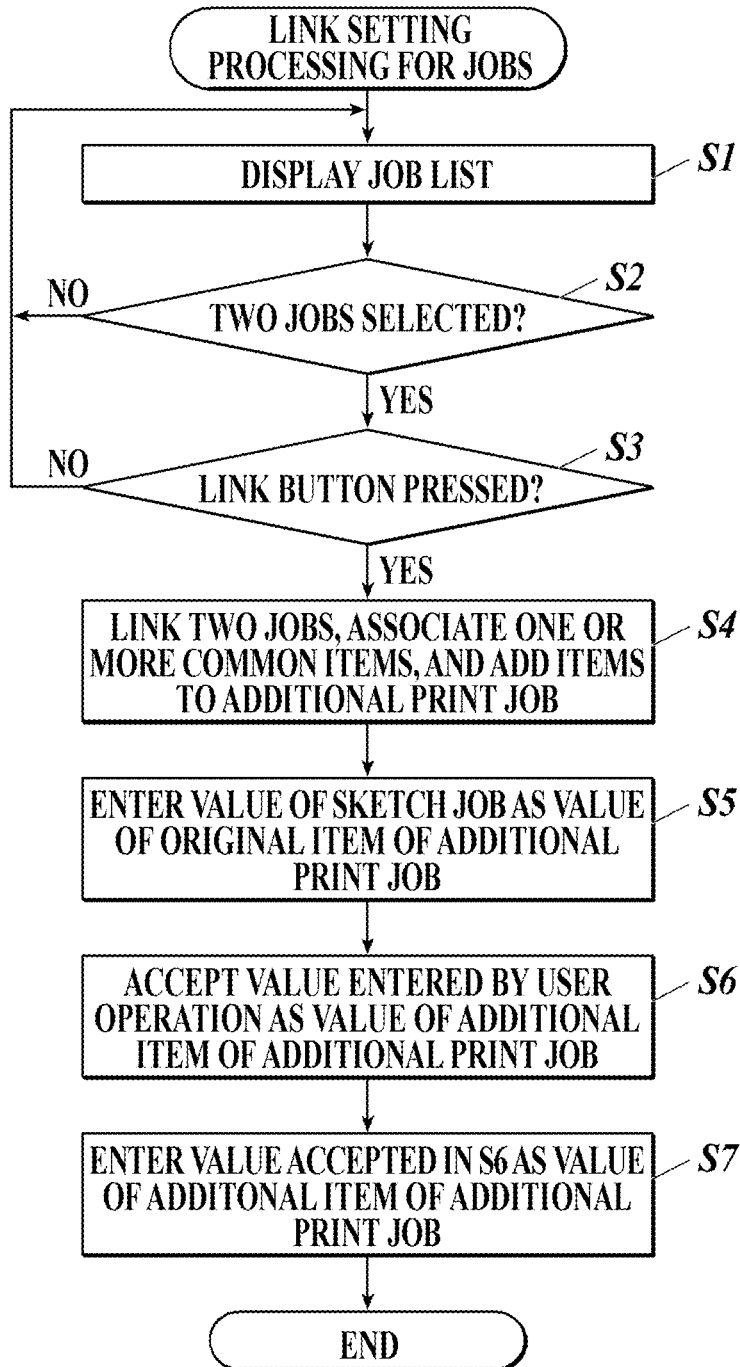 LINK SETTING
PROCESSING FOR JOBS
DISPLAY JOB LIST
S1
TWO JOBS SELECTED?
S2
NO
YES
LINK BUTTON PRESSED?
S3
NO
YES
LINK TWO JOBS, ASSOCIATE ONE OR
MORE COMMON ITEMS, AND ADD ITEMS
TO ADDITIONAL PRINT JOB
S4
ENTER VALUE OF SKETCH JOB AS VALUE
OF ORIGINAL ITEM OF ADDITIONAL
PRINT JOB
S5
ACCEPT VALUE ENTERED BY USER
OPERATION AS VALUE OF ADDITIONAL
ITEM OF ADDITIONAL PRINT JOB
S6
ENTER VALUE ACCEPTED IN S6 AS VALUE
OF ADDITONAL ITEM OF ADDITIONAL
PRINT JOB
S7
END